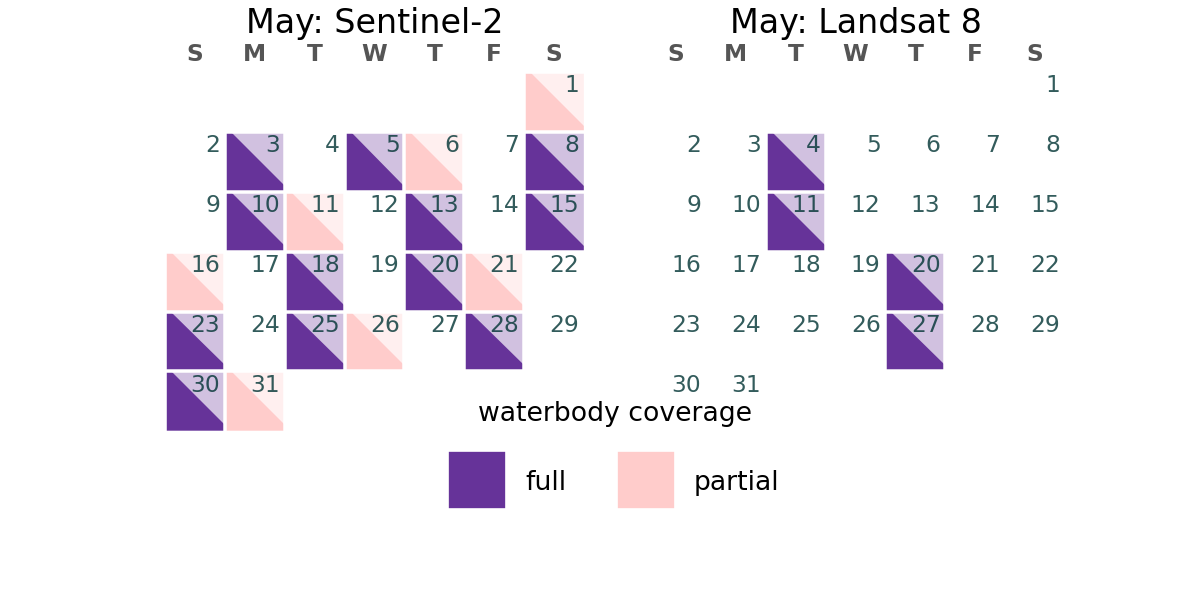 May: Sentinel-2
S M T W T F S
1
2 3 4 5 6 7 8
9 10 11 12 13 14 15
16 17 18 19 20 21 22
23 24 25 26 27 28 29
30 31
May: Landsat 8
S M T W T F S
1
2 3 4 5 6 7 8
9 10 11 12 13 14 15
16 17 18 19 20 21 22
23 24 25 26 27 28 29
30 31
waterbody coverage
full
partial